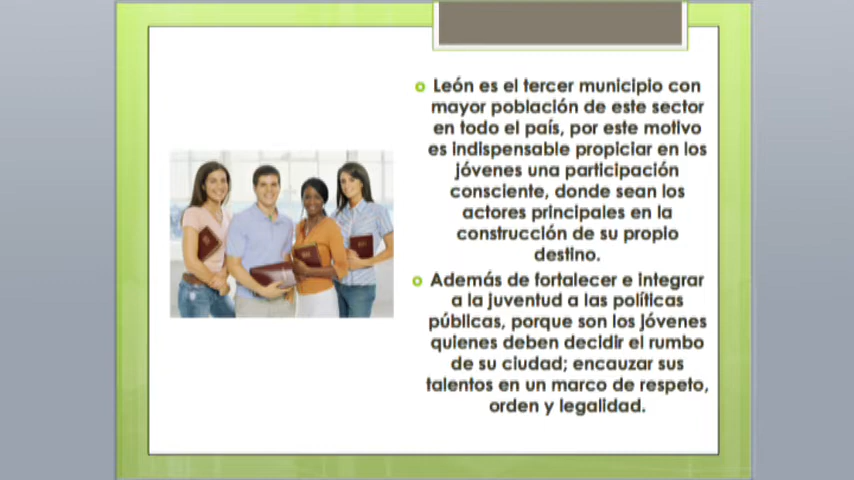 León es el tercer municipio con
mayor población de este sector
en todo el país, por este motivo
es indispensable propiciar en los
jóvenes una participación
consciente, donde sean los
actores principales en la
construcción de su propio
destino.
Además de fortalecer e integrar
a la juventud a las políticas
públicas, porque son los jóvenes
quienes deben decidir el rumbo
de su ciudad; encauzar sus
talentos en un marco de respeto,
orden y legalidad.